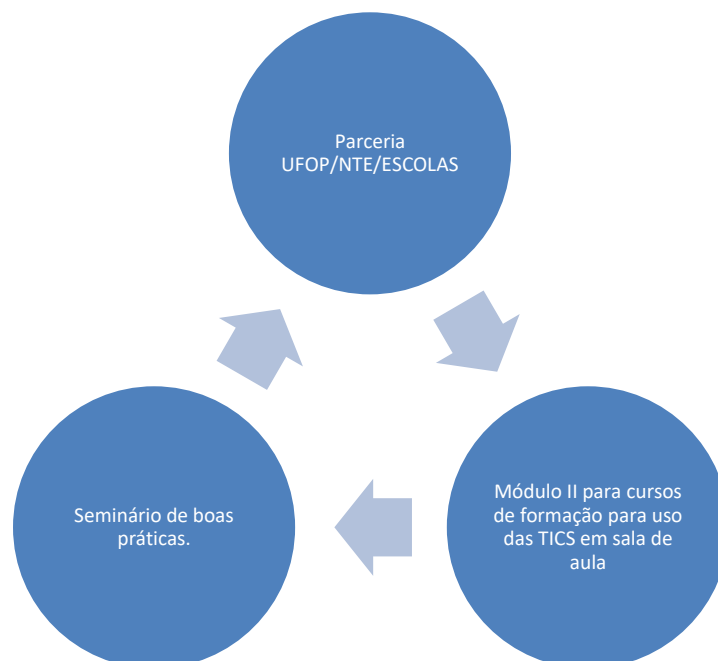 Parceria
UFOP/NTE/ESCOLAS
Seminário de boas
práticas.
Módulo II para cursos
de formação para uso
das TICS em sala de
aula